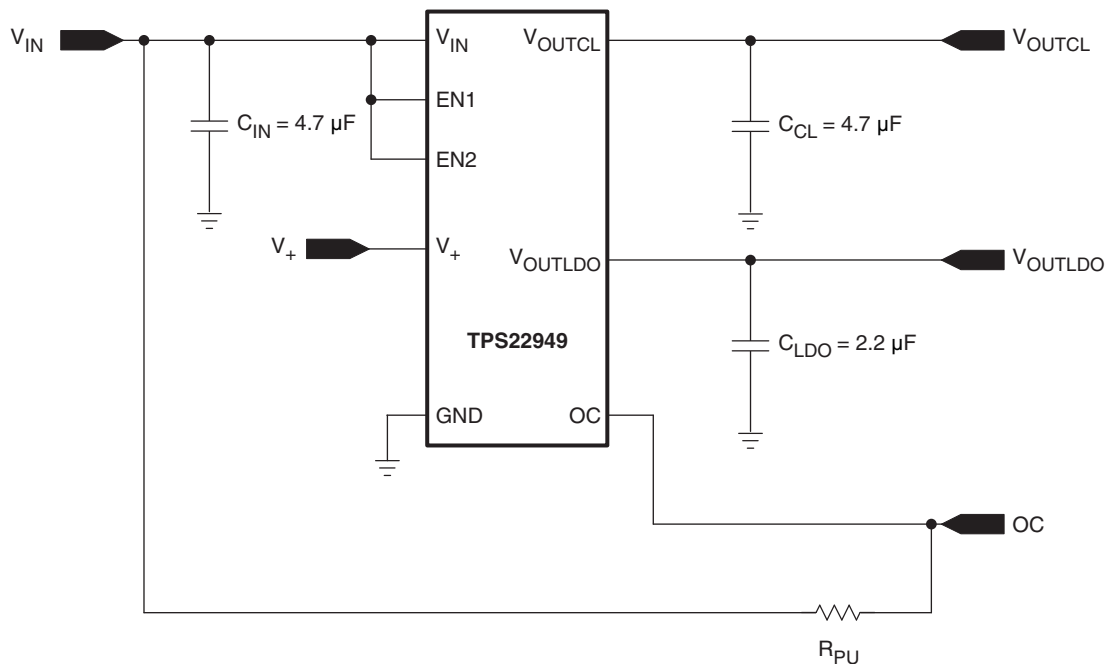 V_IN
V_IN
V_OUTCL
V_OUTCL
EN1
C_IN = 4.7 µF
C_CL = 4.7 µF
EN2
V_+
V_+
V_OUTLDO
V_OUTLDO
TPS22949
C_LDO = 2.2 µF
GND
OC
OC
R_PU